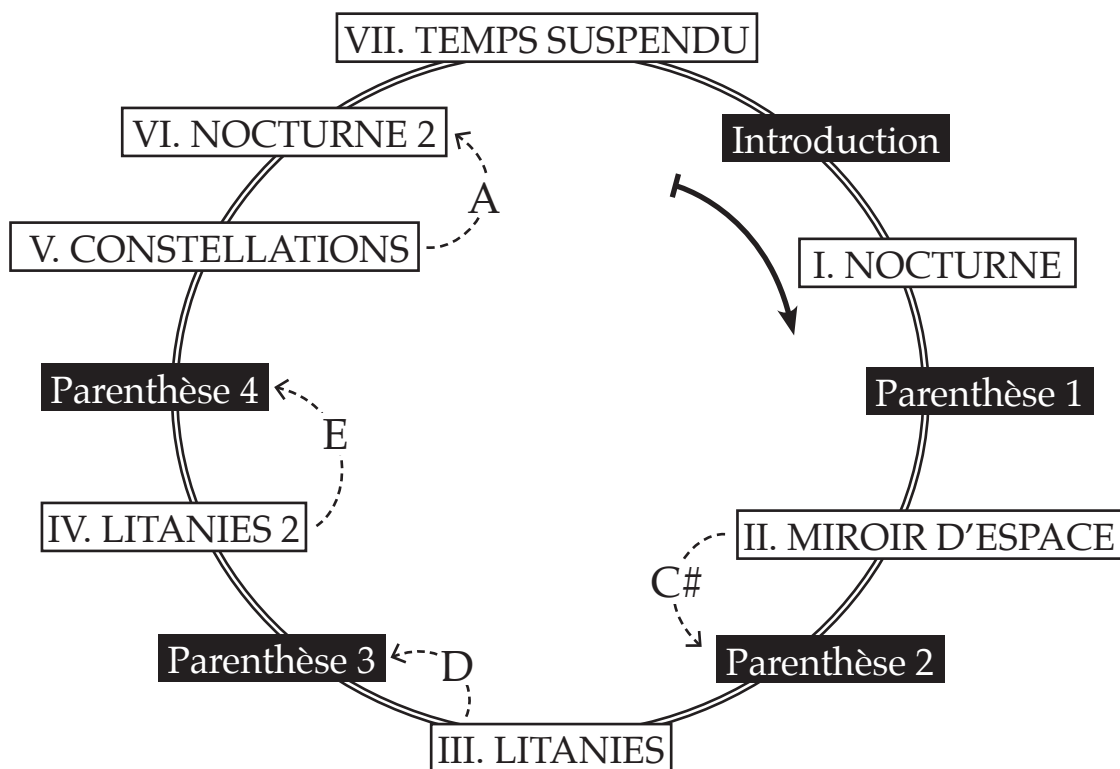 VII. TEMPS SUSPENDU
Introduction
I. NOCTURNE
Parenthèse 1
II. MIROIR D'ESPACE
C#
Parenthèse 2
III. LITANIES
D
Parenthèse 3
IV. LITANIES 2
E
Parenthèse 4
V. CONSTELLATIONS
A
VI. NOCTURNE 2